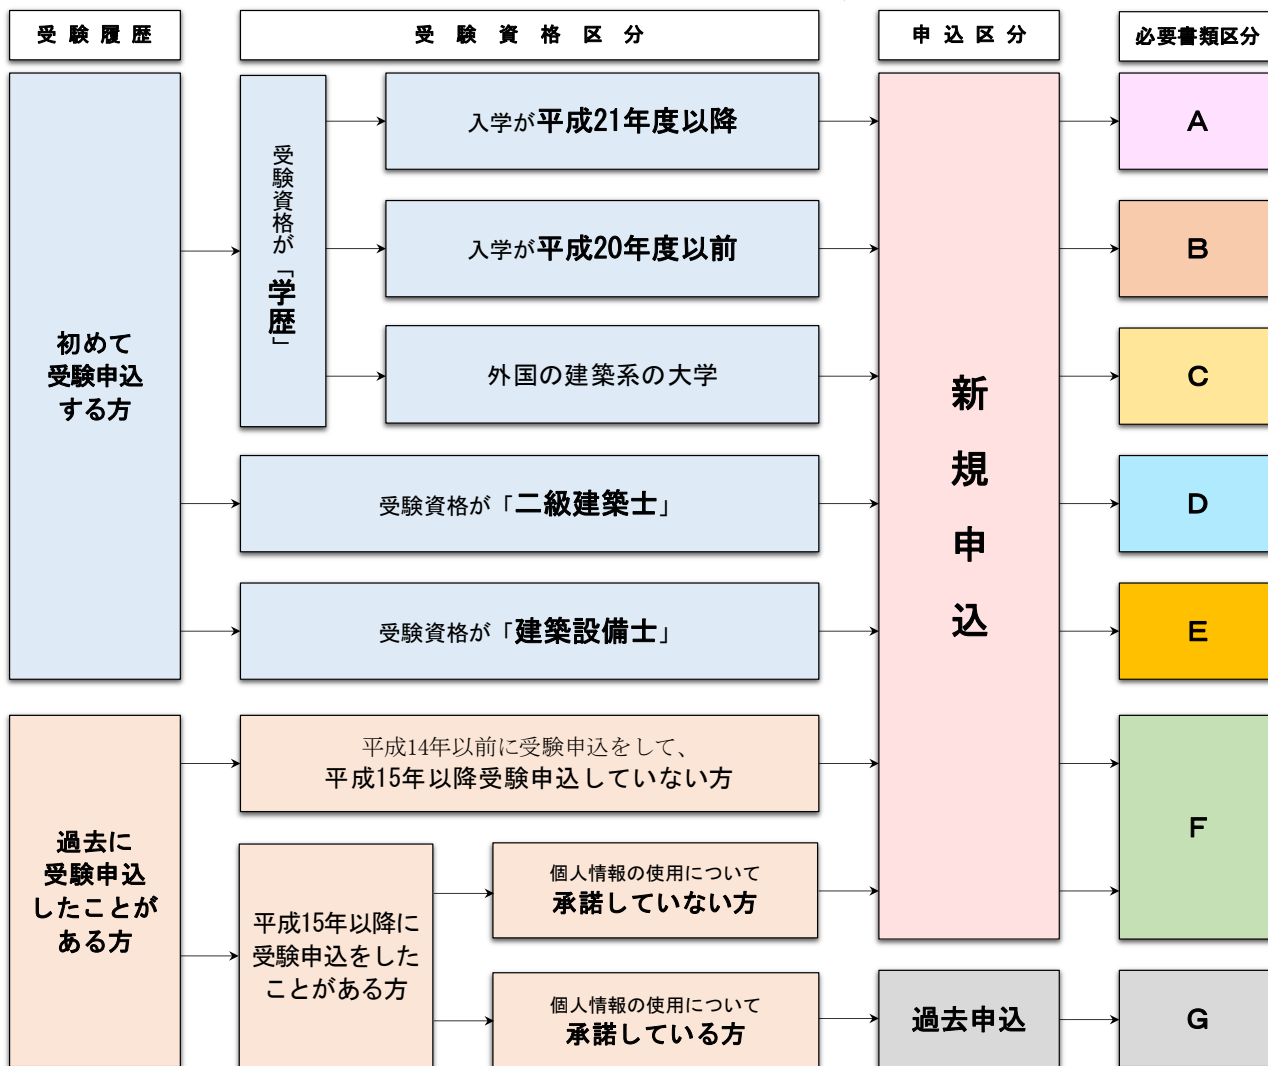 受験履歴
受験資格区分
申込区分
必要書類区分
初めて
受験申込
する方
受験資格が「学歴」
入学が平成21年度以降
入学が平成20年度以前
外国の建築系の大学
受験資格が「二級建築士」
受験資格が「建築設備士」
新規申込
A
B
C
D
E
過去に
受験申込
したことが
ある方
平成14年以前に受験申込をして、
平成15年以降受験申込していない方
平成15年以降に
受験申込をした
ことがある方
個人情報の使用について
承諾していない方
F
個人情報の使用について
承諾している方
過去申込
G